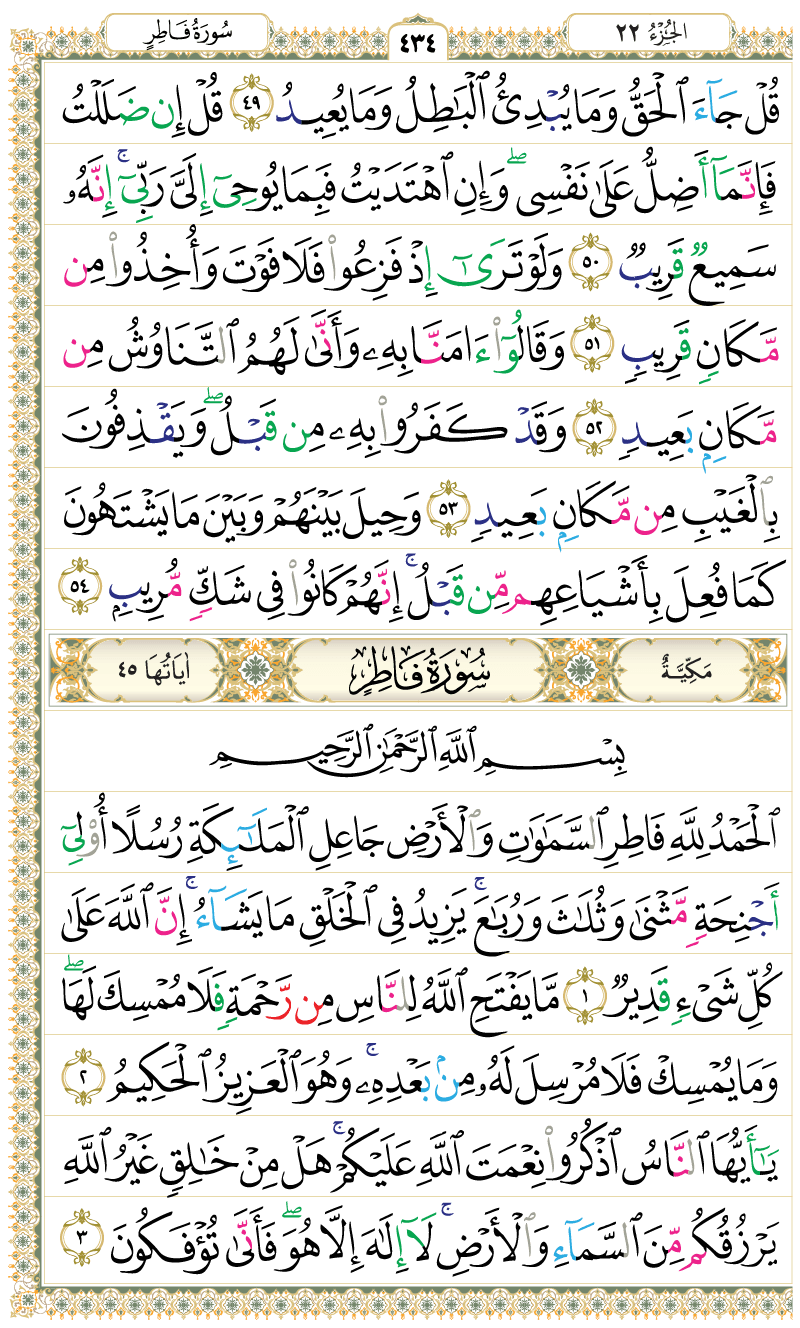 الجُزْءُ ٢٢
٤٣٤
سُورَةُ فَاطِرٍ
قُلْ جَآءَ ٱلْحَقُّ وَمَا يُبْدِئُ ٱلْبَٰطِلُ وَمَا يُعِيدُ ٤٩ قُلْ إِن ضَلَلْتُ
فَإِنَّمَآ أَضِلُّ عَلَىٰ نَفْسِى ۖ وَإِنِ ٱهْتَدَيْتُ فَبِمَا يُوحِىٓ إِلَىَّ رَبِّىٓ ۚ إِنَّهُۥ
سَمِيعٌ قَرِيبٌ ٥٠ وَلَوْ تَرَىٰٓ إِذْ فَزِعُوا۟ فَلَا فَوْتَ وَأُخِذُوا۟ مِن
مَّكَانٍ قَرِيبٍ ٥١ وَقَالُوٓا۟ ءَامَنَّا بِهِۦ وَأَنَّىٰ لَهُمُ ٱلتَّنَاوُشُ مِن
مَّكَانٍۭ بَعِيدٍ ٥٢ وَقَدْ كَفَرُوا۟ بِهِۦ مِن قَبْلُ ۖ وَيَقْذِفُونَ
بِٱلْغَيْبِ مِن مَّكَانٍۭ بَعِيدٍ ٥٣ وَحِيلَ بَيْنَهُمْ وَبَيْنَ مَا يَشْتَهُونَ
كَمَا فُعِلَ بِأَشْيَاعِهِم مِّن قَبْلُ ۚ إِنَّهُمْ كَانُوا۟ فِى شَكٍّ مُّرِيبٍۭ ٥٤
مَكِّيَّةٌ سُورَةُ فَاطِرٍ اٰيَاتُهَا ٤٥
بِسْمِ ٱللَّهِ ٱلرَّحْمَٰنِ ٱلرَّحِيمِ
ٱلْحَمْدُ لِلَّهِ فَاطِرِ ٱلسَّمَٰوَٰتِ وَٱلْأَرْضِ جَاعِلِ ٱلْمَلَٰٓئِكَةِ رُسُلًا أُو۟لِىٓ
أَجْنِحَةٍ مَّثْنَىٰ وَثُلَٰثَ وَرُبَٰعَ ۚ يَزِيدُ فِى ٱلْخَلْقِ مَا يَشَآءُ ۚ إِنَّ ٱللَّهَ عَلَىٰ
كُلِّ شَىْءٍ قَدِيرٌ ١ مَّا يَفْتَحِ ٱللَّهُ لِلنَّاسِ مِن رَّحْمَةٍ فَلَا مُمْسِكَ لَهَا ۖ
وَمَا يُمْسِكْ فَلَا مُرْسِلَ لَهُۥ مِنۢ بَعْدِهِۦ ۚ وَهُوَ ٱلْعَزِيزُ ٱلْحَكِيمُ ٢
يَٰٓأَيُّهَا ٱلنَّاسُ ٱذْكُرُوا۟ نِعْمَتَ ٱللَّهِ عَلَيْكُمْ ۚ هَلْ مِنْ خَٰلِقٍ غَيْرُ ٱللَّهِ
يَرْزُقُكُم مِّنَ ٱلسَّمَآءِ وَٱلْأَرْضِ ۚ لَآ إِلَٰهَ إِلَّا هُوَ ۖ فَأَنَّىٰ تُؤْفَكُونَ ٣